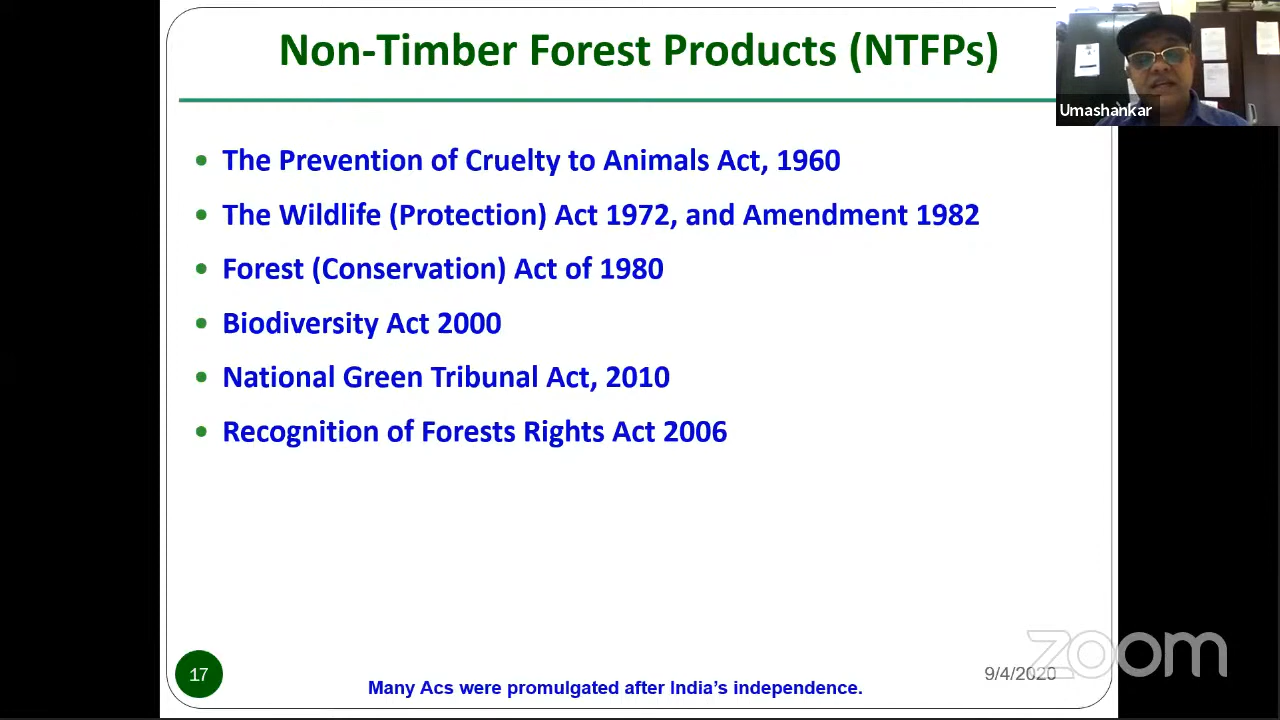 Non-Timber Forest Products (NTFPs)
Umashankar
• The Prevention of Cruelty to Animals Act, 1960
• The Wildlife (Protection) Act 1972, and Amendment 1982
• Forest (Conservation) Act of 1980
• Biodiversity Act 2000
• National Green Tribunal Act, 2010
• Recognition of Forests Rights Act 2006
17
Many Acs were promulgated after India's independence.
9/4/2020
zoom